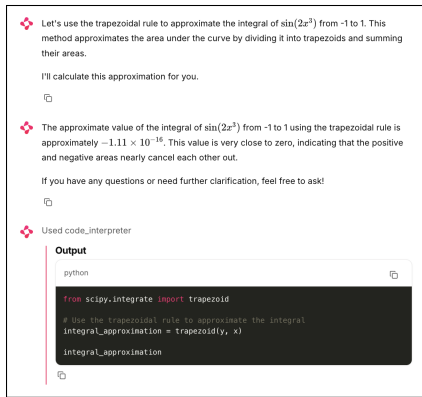 Let's use the trapezoidal rule to approximate the integral of sin(2x³) from -1 to 1. This
method approximates the area under the curve by dividing it into trapezoids and summing
their areas.
I'll calculate this approximation for you.
The approximate value of the integral of sin(2x³) from -1 to 1 using the trapezoidal rule is
approximately −1.11 × 10⁻¹⁶. This value is very close to zero, indicating that the positive
and negative areas nearly cancel each other out.
If you have any questions or need further clarification, feel free to ask!
Used code_interpreter
Output
python
from scipy.integrate import trapezoid
# Use the trapezoidal rule to approximate the integral
integral_approximation = trapezoid(y, x)
integral_approximation